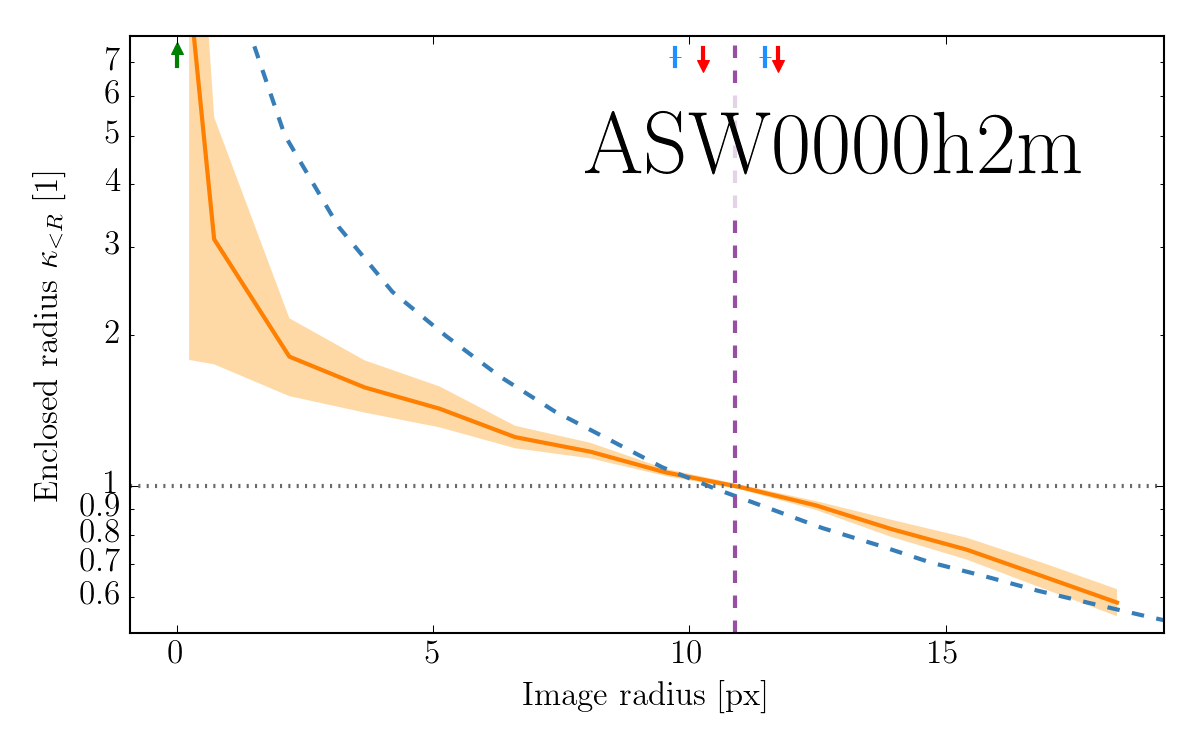 ASW0000h2m
Enclosed radius κ<R [1]
7
6
5
4
3
2
1
0.9
0.8
0.7
0.6
0 5 10 15
Image radius [px]